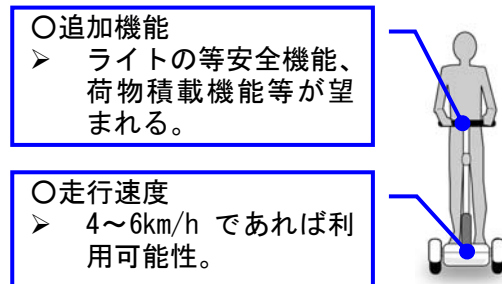 〇追加機能
➢ ライトの等安全機能、
荷物積載機能等が望
まれる。
〇走行速度
➢ 4～6km/h であれば利
用可能性。